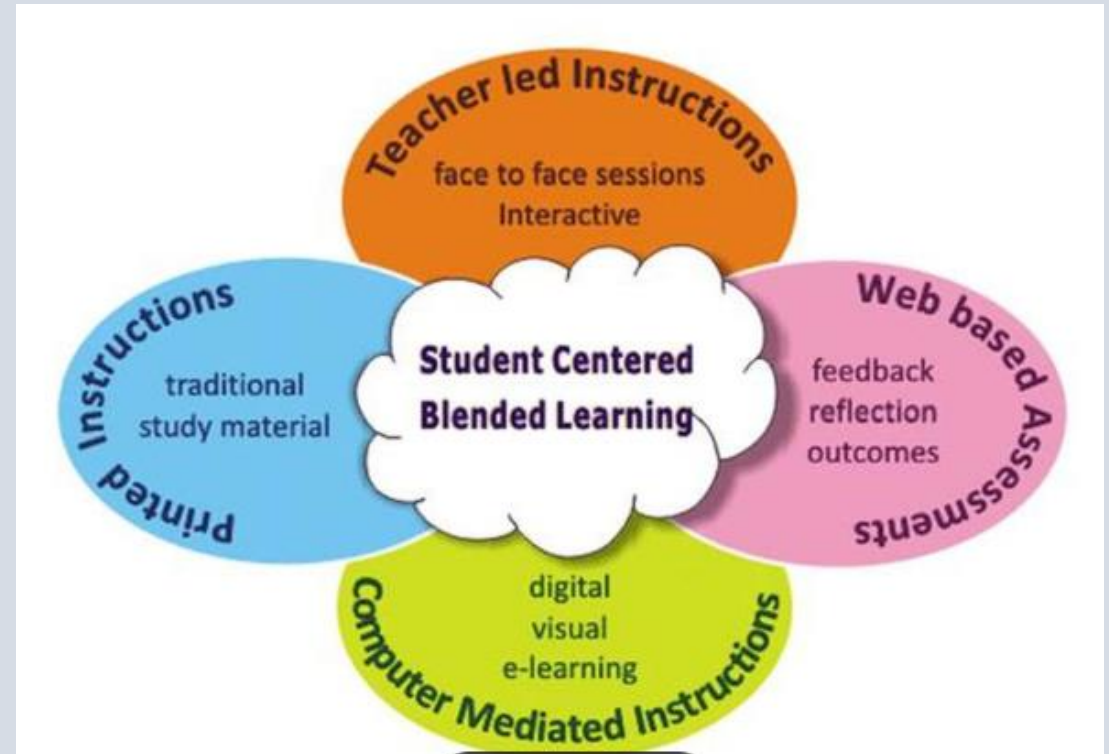 Teacher led Instructions
face to face sessions
Interactive
Printed Instructions
traditional
study material
Student Centered
Blended Learning
Web based Assessments
feedback
reflection
outcomes
digital
visual
e-learning
Computer Mediated Instructions